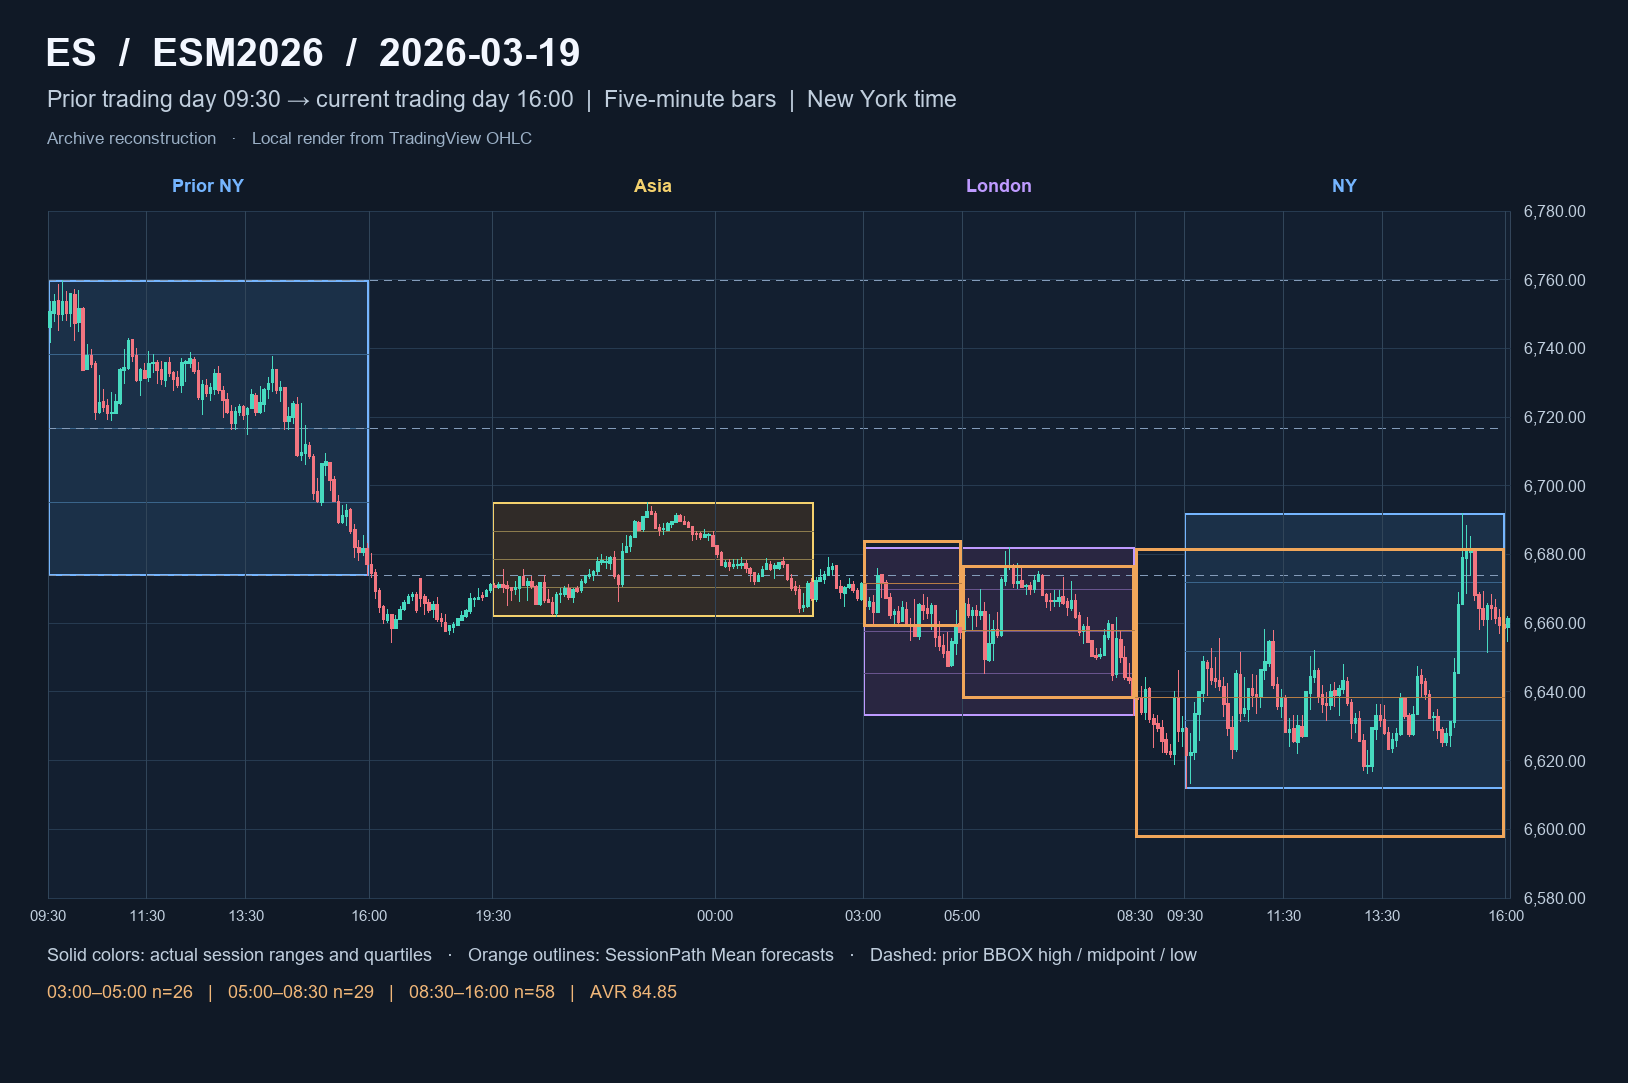 ES / ESM2026 / 2026-03-19
Prior trading day 09:30 → current trading day 16:00 | Five-minute bars | New York time
Archive reconstruction · Local render from TradingView OHLC
Prior NY Asia London NY
6,780.00
6,760.00
6,740.00
6,720.00
6,700.00
6,680.00
6,660.00
6,640.00
6,620.00
6,600.00
6,580.00
09:30 11:30 13:30 16:00 19:30 00:00 03:00 05:00 08:30 09:30 11:30 13:30 16:00
Solid colors: actual session ranges and quartiles · Orange outlines: SessionPath Mean forecasts · Dashed: prior BBOX high / midpoint / low
03:00–05:00 n=26 | 05:00–08:30 n=29 | 08:30–16:00 n=58 | AVR 84.85